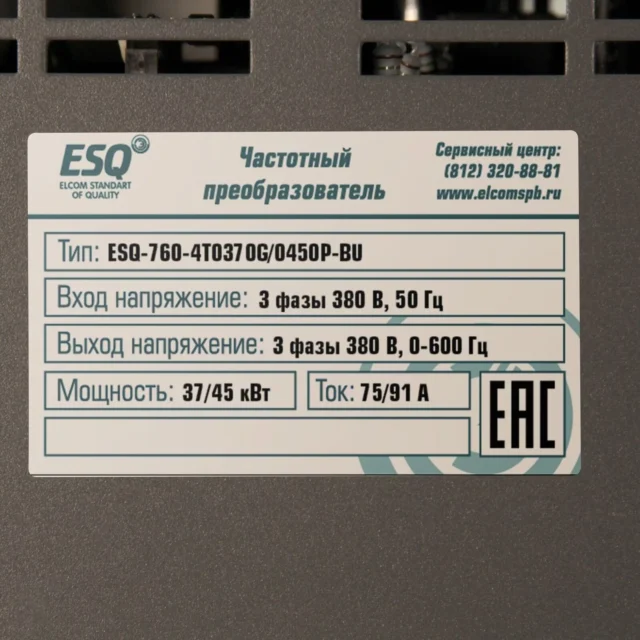 ESQ
ELCOM STANDART
OF QUALITY
Частотный
преобразователь
Сервисный центр:
(812) 320-88-81
www.elcomspb.ru
Тип: ESQ-760-4T0370G/0450P-BU
Вход напряжение: 3 фазы 380 В, 50 Гц
Выход напряжение: 3 фазы 380 В, 0-600 Гц
Мощность: 37/45 кВт Ток: 75/91 А
EAC